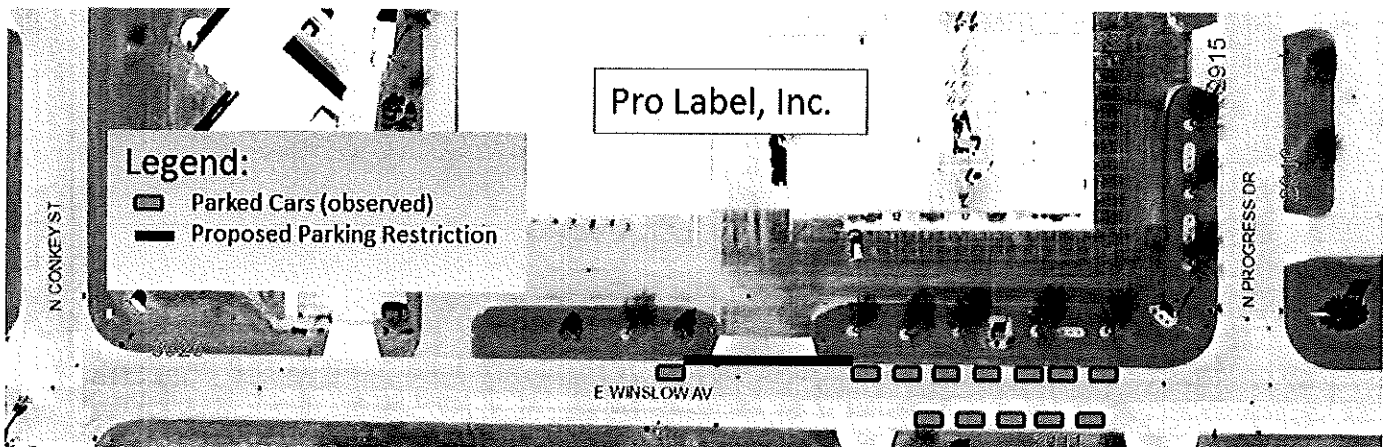 Pro Label, Inc.
Legend:
Parked Cars (observed)
Proposed Parking Restriction
N CONKEY ST
2915
N PROGRESS DR
E WINSLOW AV